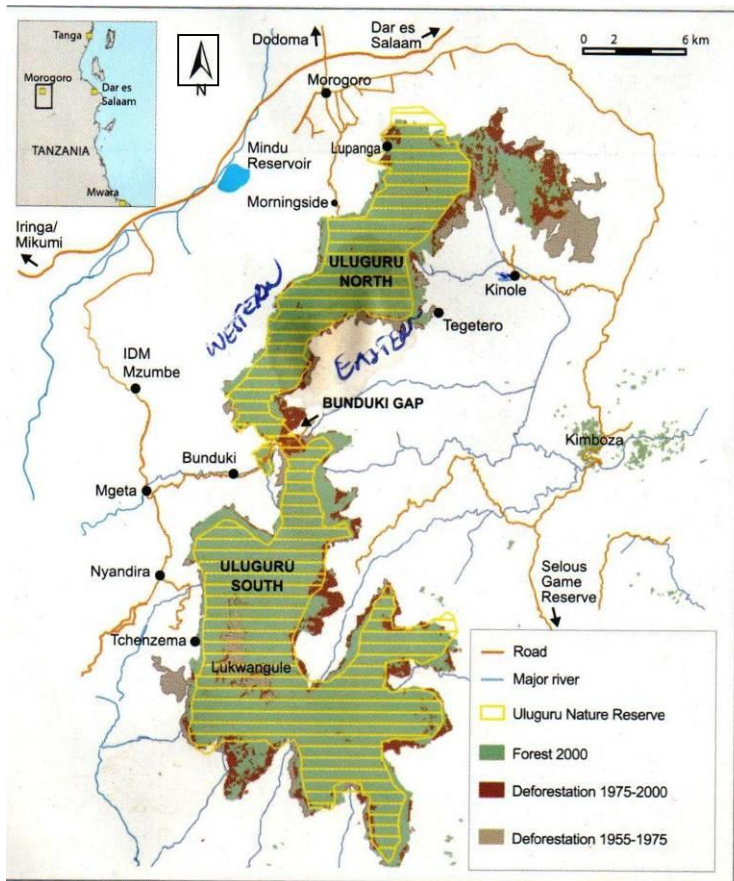 Tanga
Morogoro
Dar es
Salaam
TANZANIA
Mwata
N
Dodoma
Dar es
Salaam
0 2 6 km
Morogoro
Lupanga
Mindu
Reservoir
Morningside
Iringa/
Mikumi
ULUGURU
NORTH
Kinole
WESTERN
EASTERN
Tegetero
IDM
Mzumbe
BUNDUKI GAP
Kimboza
Bunduki
Mgeta
Nyandira
ULUGURU
SOUTH
Selous
Game
Reserve
Tchenzema
Lukwangule
Road
Major river
Uluguru Nature Reserve
Forest 2000
Deforestation 1975-2000
Deforestation 1955-1975